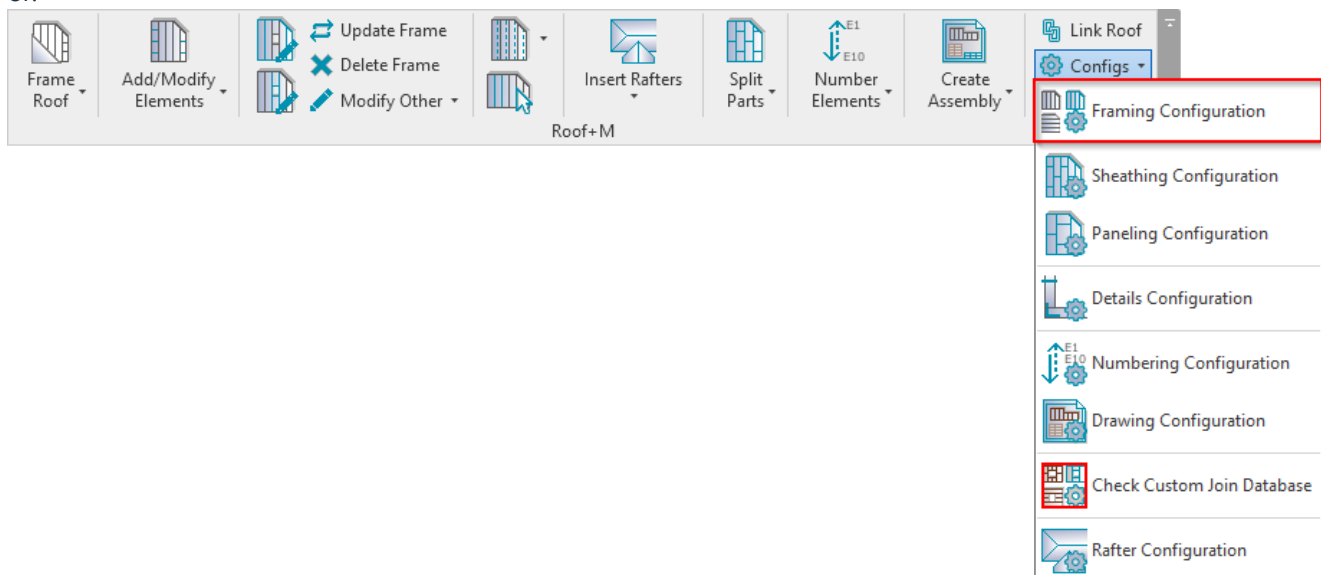 Update Frame
Delete Frame
Modify Other
Frame
Roof
Add/Modify
Elements
Insert Rafters
Split
Parts
E1
E10
Number
Elements
Create
Assembly
Link Roof
Configs
Roof+M
Framing Configuration
Sheathing Configuration
Paneling Configuration
Details Configuration
E1
E10
Numbering Configuration
Drawing Configuration
Check Custom Join Database
Rafter Configuration